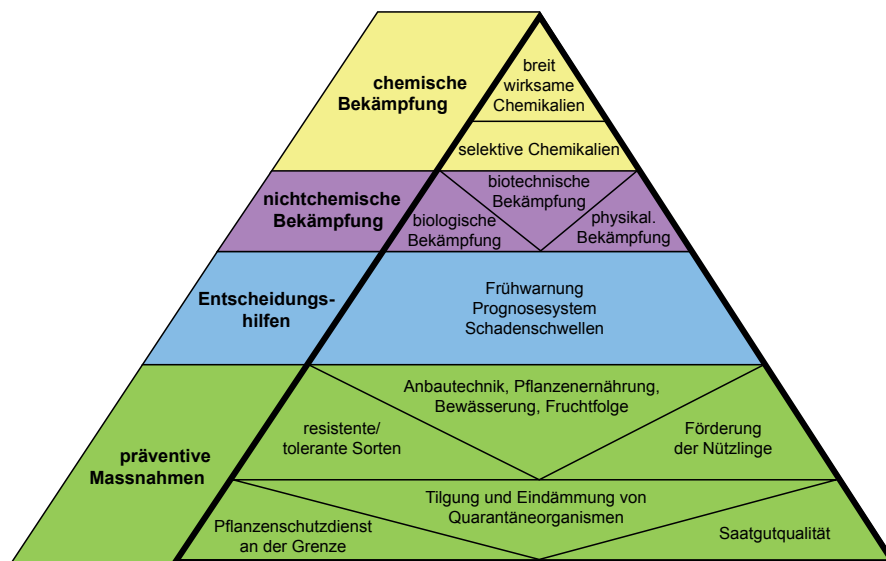 chemische
Bekämpfung
breit
wirksame
Chemikalien
selektive Chemikalien
nichtchemische
Bekämpfung
biotechnische
Bekämpfung
biologische
Bekämpfung
physikal.
Bekämpfung
Entscheidungs-
hilfen
Frühwarnung
Prognosesystem
Schadenschwellen
präventive
Massnahmen
Anbautechnik, Pflanzenernährung,
Bewässerung, Fruchtfolge
resistente/
tolerante Sorten
Förderung
der Nützlinge
Tilgung und Eindämmung von
Quarantäneorganismen
Pflanzenschutzdienst
an der Grenze
Saatgutqualität